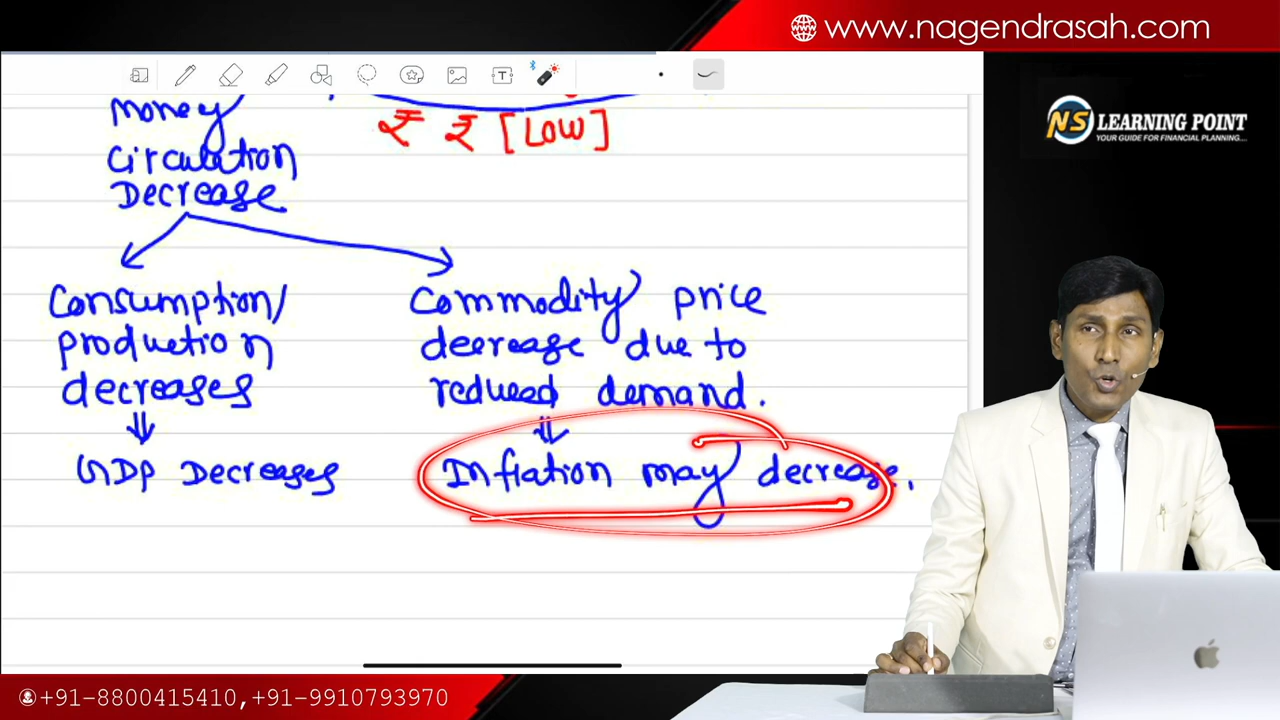 www.nagendrasah.com
NS LEARNING POINT
YOUR GUIDE FOR FINANCIAL PLANNING....
T
Money
Circulation
Decrease
₹ ₹ [Low]
Consumption/
production
decreases
⇓
GDP Decreases
Commodity price
decrease due to
reduced demand.
⇓
Inflation may decrease.
+91-8800415410,+91-9910793970